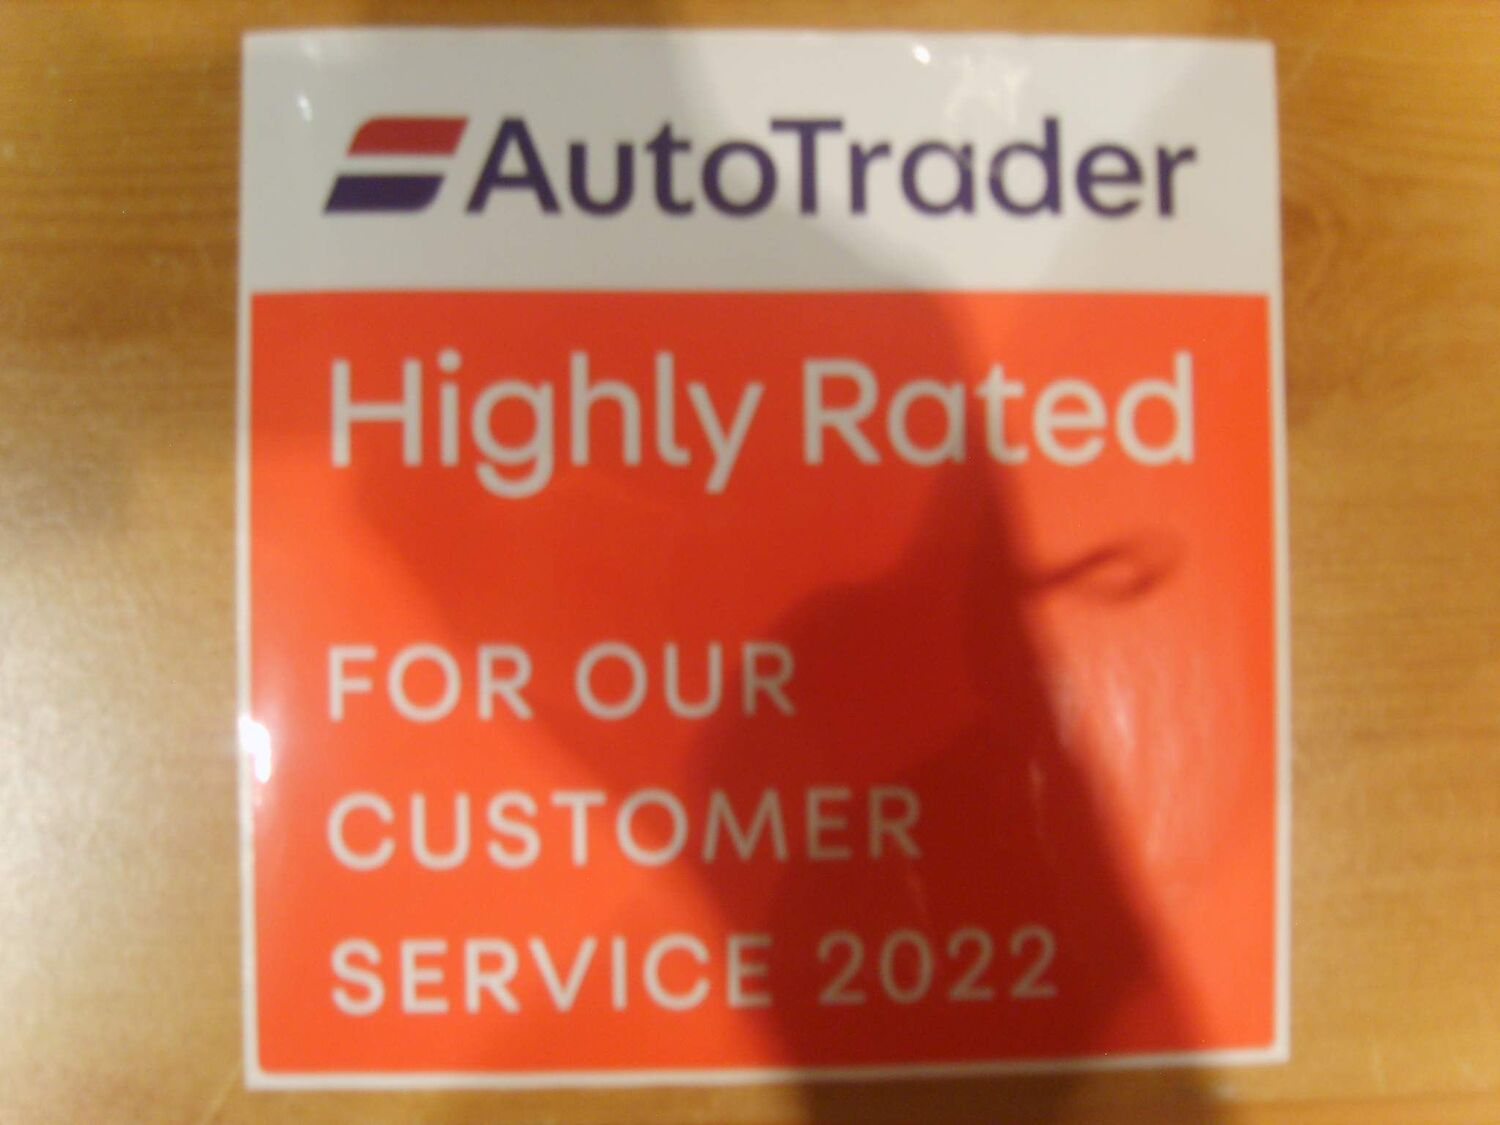 AutoTrader
Highly Rated
FOR OUR
CUSTOMER
SERVICE 2022